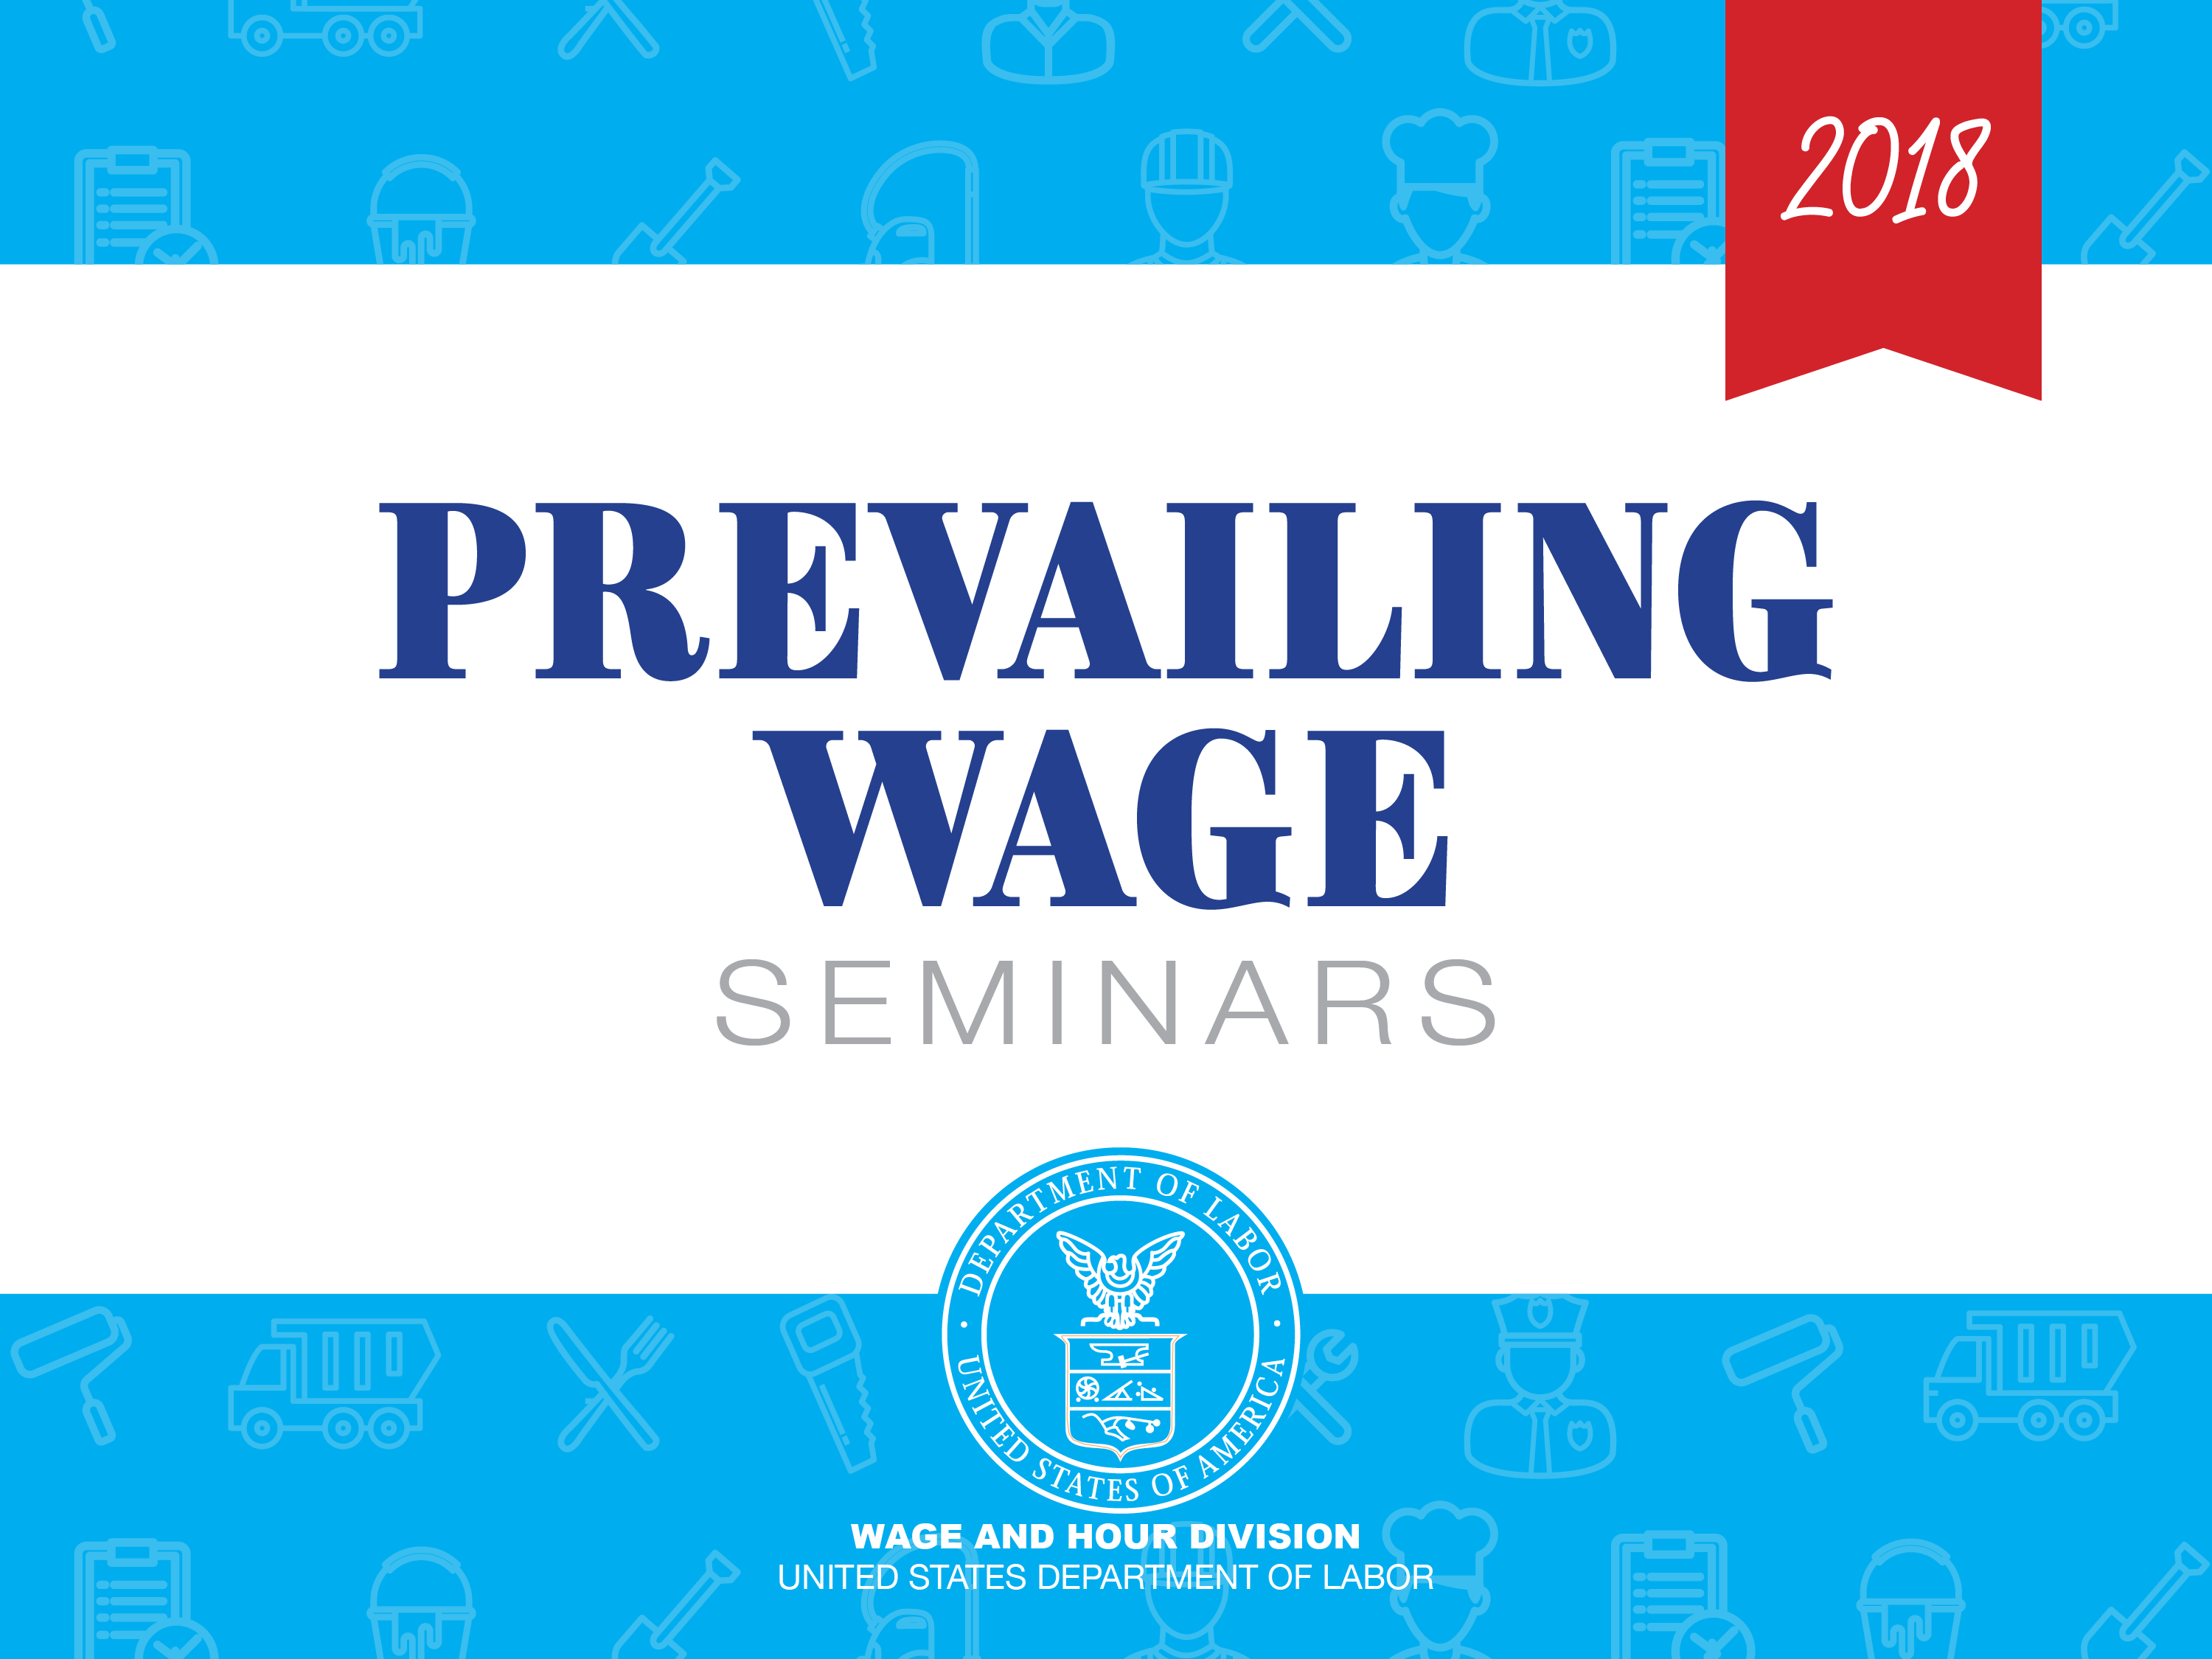 2018
PREVAILING
WAGE
SEMINARS
DEPARTMENT OF LABOR
UNITED STATES OF AMERICA
WAGE AND HOUR DIVISION
UNITED STATES DEPARTMENT OF LABOR